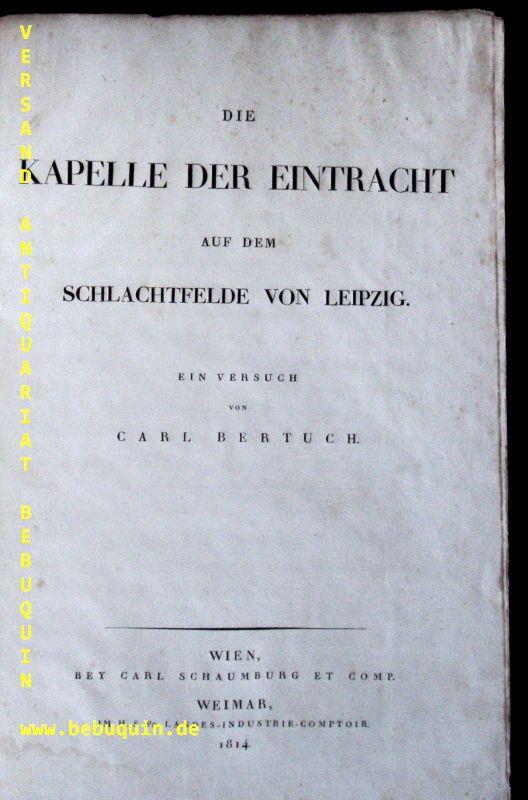 DIE
KAPELLE DER EINTRACHT
AUF DEM
SCHLACHTFELDE VON LEIPZIG.
EIN VERSUCH
VON
CARL BERTUCH.
WIEN,
BEY CARL SCHAUMBURG ET COMP.
WEIMAR,
IM H. S. P. LANDES-INDUSTRIE-COMPTOIR.
1814.
VERSAND ANTIQUARIAT BEBUQUIN
www.bebuquin.de